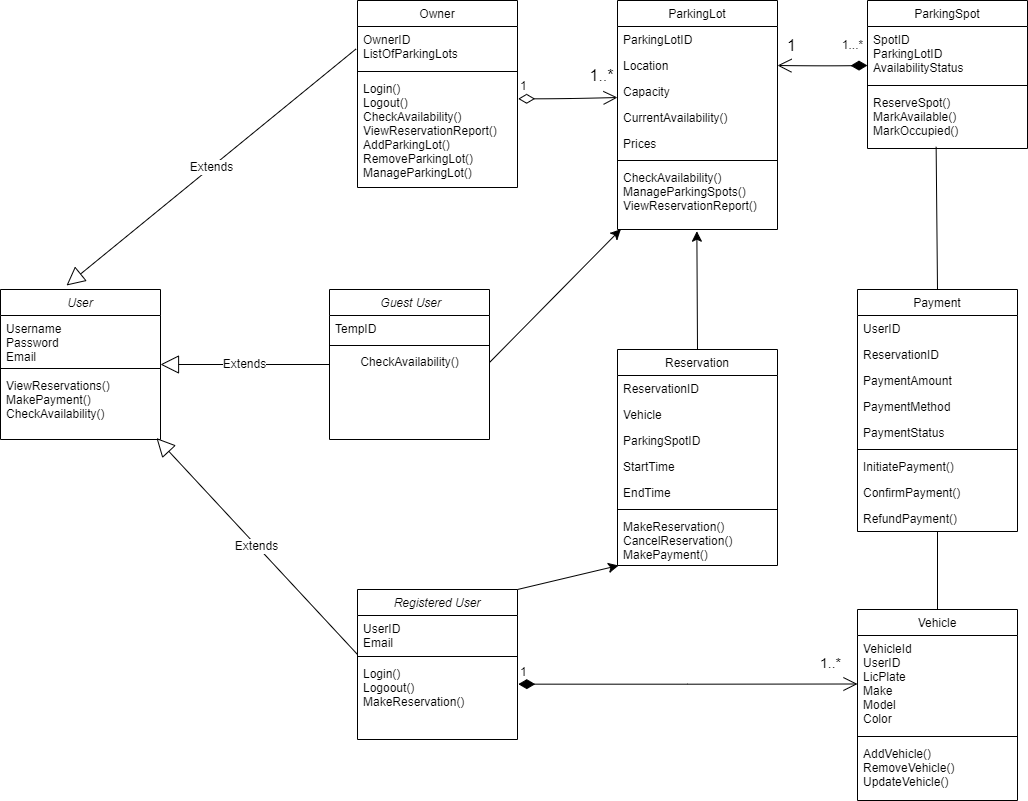 Owner
OwnerID
ListOfParkingLots
Login()
Logout()
CheckAvailability()
ViewReservationReport()
AddParkingLot()
RemoveParkingLot()
ManageParkingLot()
1
1..*
ParkingLot
ParkingLotID
Location
Capacity
CurrentAvailability()
Prices
CheckAvailability()
ManageParkingSpots()
ViewReservationReport()
1
1...*
ParkingSpot
SpotID
ParkingLotID
AvailabilityStatus
ReserveSpot()
MarkAvailable()
MarkOccupied()
Extends
User
Username
Password
Email
ViewReservations()
MakePayment()
CheckAvailability()
Extends
Guest User
TempID
CheckAvailability()
Reservation
ReservationID
Vehicle
ParkingSpotID
StartTime
EndTime
MakeReservation()
CancelReservation()
MakePayment()
Payment
UserID
ReservationID
PaymentAmount
PaymentMethod
PaymentStatus
InitiatePayment()
ConfirmPayment()
RefundPayment()
Extends
Registered User
UserID
Email
Login()
Logoout()
MakeReservation()
1
1..*
Vehicle
VehicleId
UserID
LicPlate
Make
Model
Color
AddVehicle()
RemoveVehicle()
UpdateVehicle()